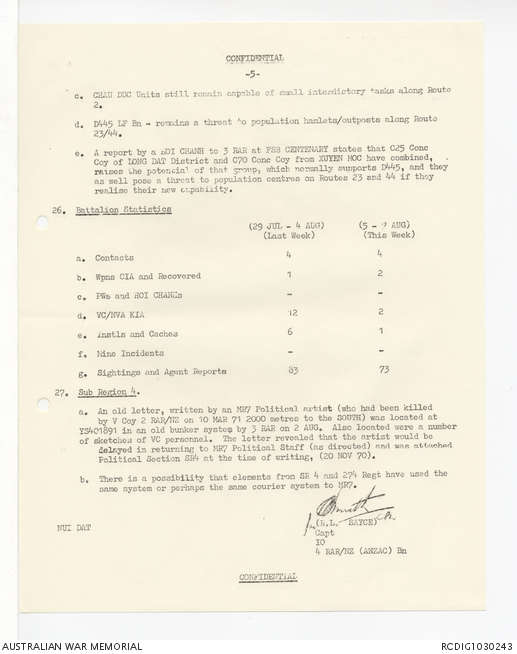 CONFIDENTIAL
-5-
c. CHAU DUC Units still remain capable of small interdictory tasks along Route
2.
d. D445 LF Bn - remains a threat to population hamlets/outposts along Route
23/44.
e. A report by a HOI CHANH to 3 RAR at FSB CENTENARY states that C25 Conc
Coy of LONG DAT District and C70 Conc Coy from XUYEN MOC have combined,
raises the potencial of that group, which normally supports D445, and they
as well pose a threat to population centres on Routes 23 and 44 if they
realise their new capability.
26. Battalion Statistics
(29 JUL - 4 AUG) (5 - 9 AUG)
(Last Week) (This Week)
a. Contacts 4 4
b. Wpns CIA and Recovered 1 2
c. PWs and HOI CHANHs - -
d. VC/NVA KIA 12 2
e. Instls and Caches 6 1
f. Mine Incidents - -
g. Sightings and Agent Reports 83 73
27. Sub Region 4.
a. An old letter, written by an MR7 Political artist (who had been killed
by V Coy 2 RAR/NZ on 10 MAR 71 2000 metres to the SOUTH) was located at
YS401891 in an old bunker system by 3 RAR on 2 AUG. Also located were a number
of sketches of VC personnel. The letter revealed that the artist would be
delayed in returning to MR7 Political Staff (as directed) and was attached
Political Section SR4 at the time of writing, (20 NOV 70).
b. There is a possibility that elements from SR 4 and 274 Regt have used the
same system or perhaps the same courier system to MR7.
NUI DAT
Capt
IO
4 RAR/NZ (ANZAC) Bn
CONFIDENTIAL
AUSTRALIAN WAR MEMORIAL RCDIG1030243